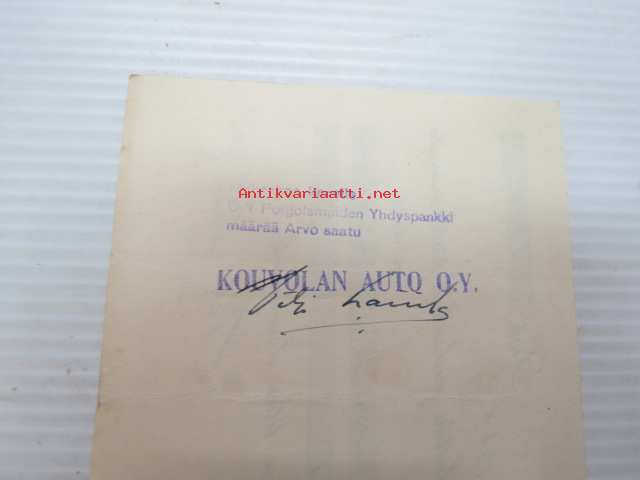 Antikvariaatti.net
O.Y. Pohjoismaiden Yhdyspankki
määrää Arvo saatu
KOUVOLAN AUTO O.Y.